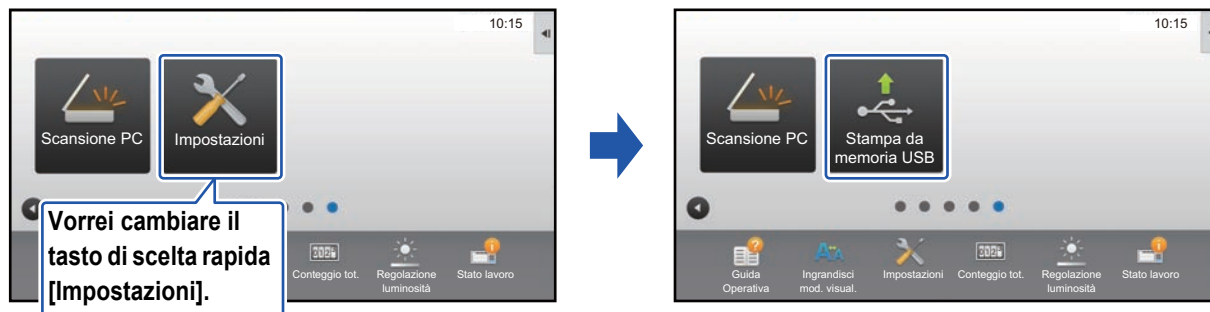 10:15
Scansione PC
Impostazioni
Vorrei cambiare il
tasto di scelta rapida
[Impostazioni].
Conteggio tot.
Regolazione
luminosità
Stato lavoro
10:15
Scansione PC
Stampa da
memoria USB
Guida
Operativa
Ingrandisci
mod. visual.
Impostazioni
Conteggio tot.
Regolazione
luminosità
Stato lavoro